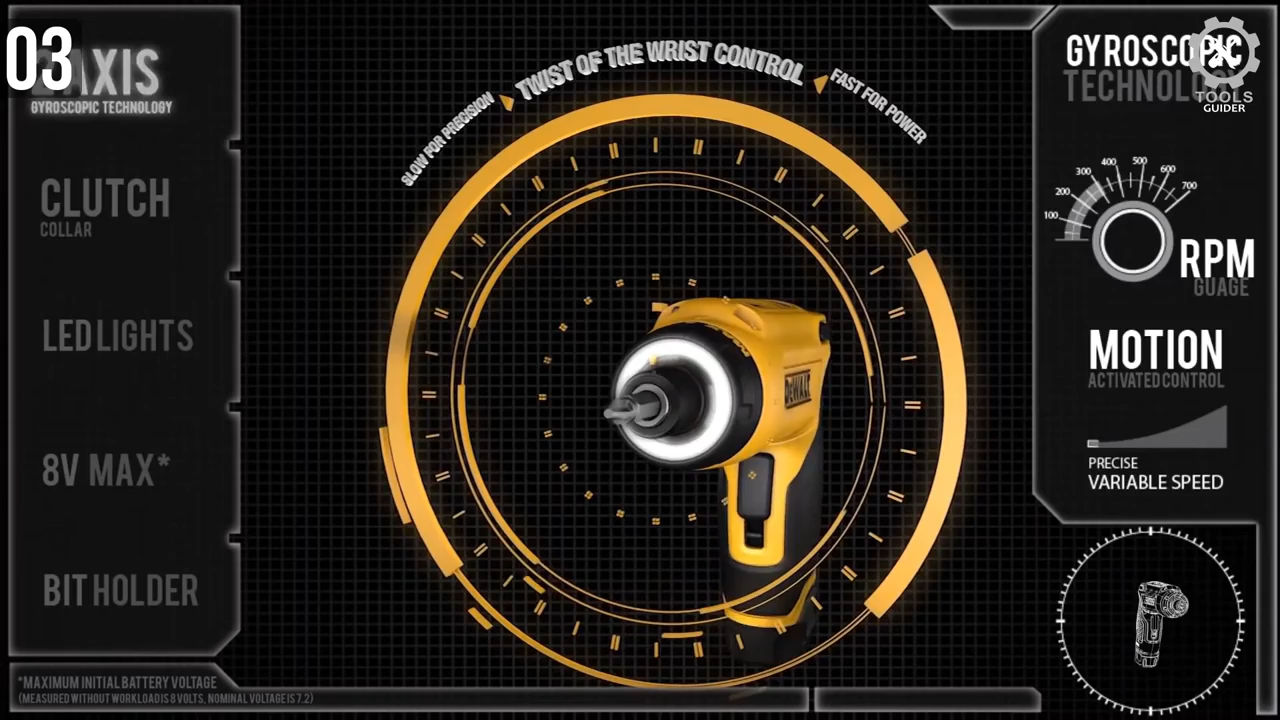 03
AXIS
GYROSCOPIC TECHNOLOGY
CLUTCH
COLLAR
LED LIGHTS
8V MAX*
BIT HOLDER
*MAXIMUM INITIAL BATTERY VOLTAGE
(MEASURED WITHOUT WORKLOAD IS 8 VOLTS, NOMINAL VOLTAGE IS 7.2)
SLOW FOR PRECISION
TWIST OF THE WRIST CONTROL
FAST FOR POWER
DEWALT
GYROSCOPIC
TECHNOLOGY
TOOLS
GUIDER
100 200 300 400 500 600 700
RPM
GUAGE
MOTION
ACTIVATED CONTROL
PRECISE
VARIABLE SPEED